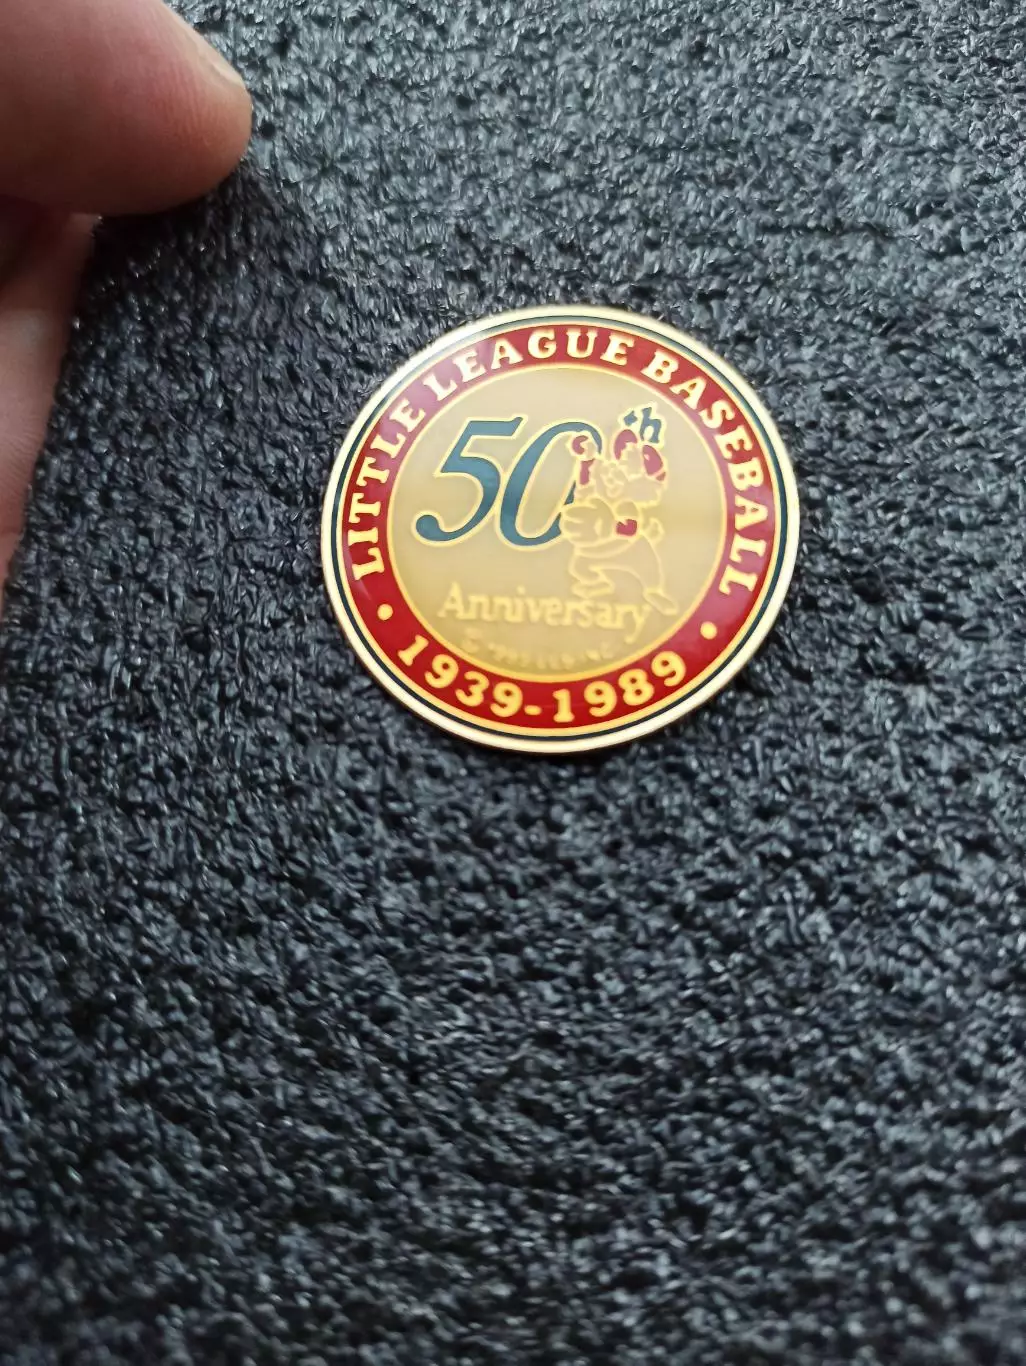 LITTLE LEAGUE BASEBALL
50th
Anniversary
• 1939-1989 •